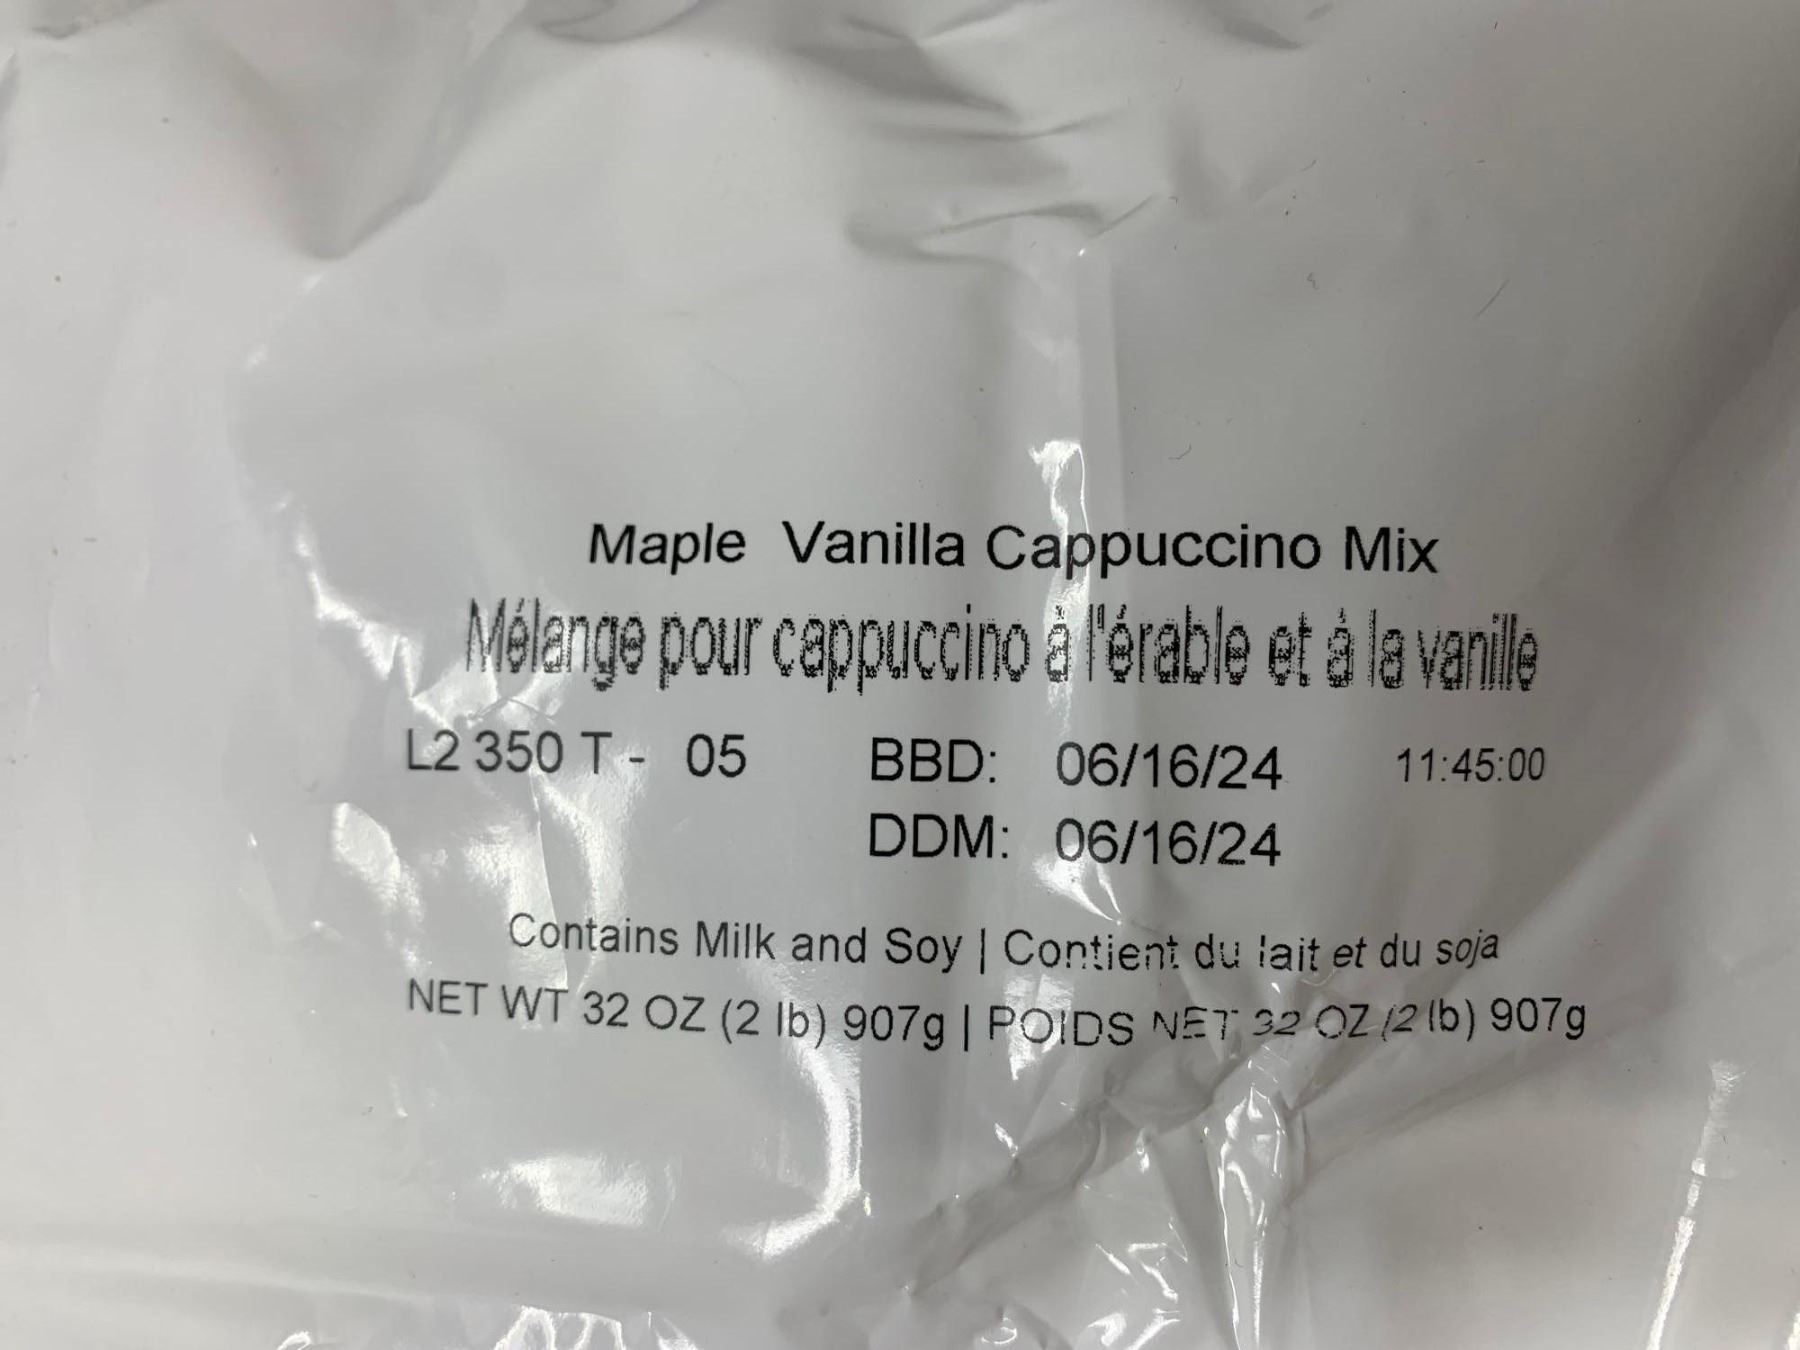 Maple Vanilla Cappuccino Mix
Mélange pour cappuccino à l'érable et à la vanille
L2 350 T - 05 BBD: 06/16/24 11:45:00
DDM: 06/16/24
Contains Milk and Soy | Contient du lait et du soja
NET WT 32 OZ (2 lb) 907g | POIDS NET 32 OZ (2 lb) 907g